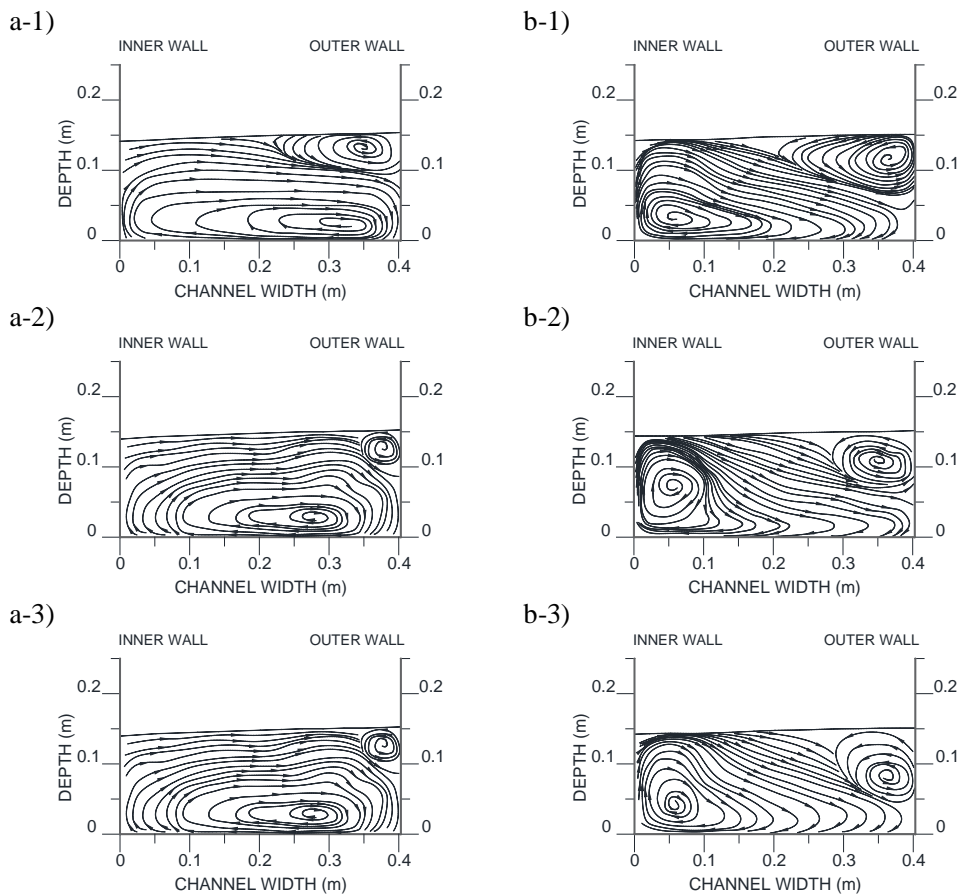 a-1)
INNER WALL OUTER WALL
0.2 0.2
0.1 0.1
0 0
DEPTH (m)
0 0.1 0.2 0.3 0.4
CHANNEL WIDTH (m)
b-1)
INNER WALL OUTER WALL
0.2 0.2
0.1 0.1
0 0
DEPTH (m)
0 0.1 0.2 0.3 0.4
CHANNEL WIDTH (m)
a-2)
INNER WALL OUTER WALL
0.2 0.2
0.1 0.1
0 0
DEPTH (m)
0 0.1 0.2 0.3 0.4
CHANNEL WIDTH (m)
b-2)
INNER WALL OUTER WALL
0.2 0.2
0.1 0.1
0 0
DEPTH (m)
0 0.1 0.2 0.3 0.4
CHANNEL WIDTH (m)
a-3)
INNER WALL OUTER WALL
0.2 0.2
0.1 0.1
0 0
DEPTH (m)
0 0.1 0.2 0.3 0.4
CHANNEL WIDTH (m)
b-3)
INNER WALL OUTER WALL
0.2 0.2
0.1 0.1
0 0
DEPTH (m)
0 0.1 0.2 0.3 0.4
CHANNEL WIDTH (m)